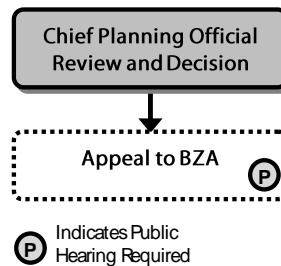 Chief Planning Official
Review and Decision
Appeal to BZA
P
P
Indicates Public
Hearing Required